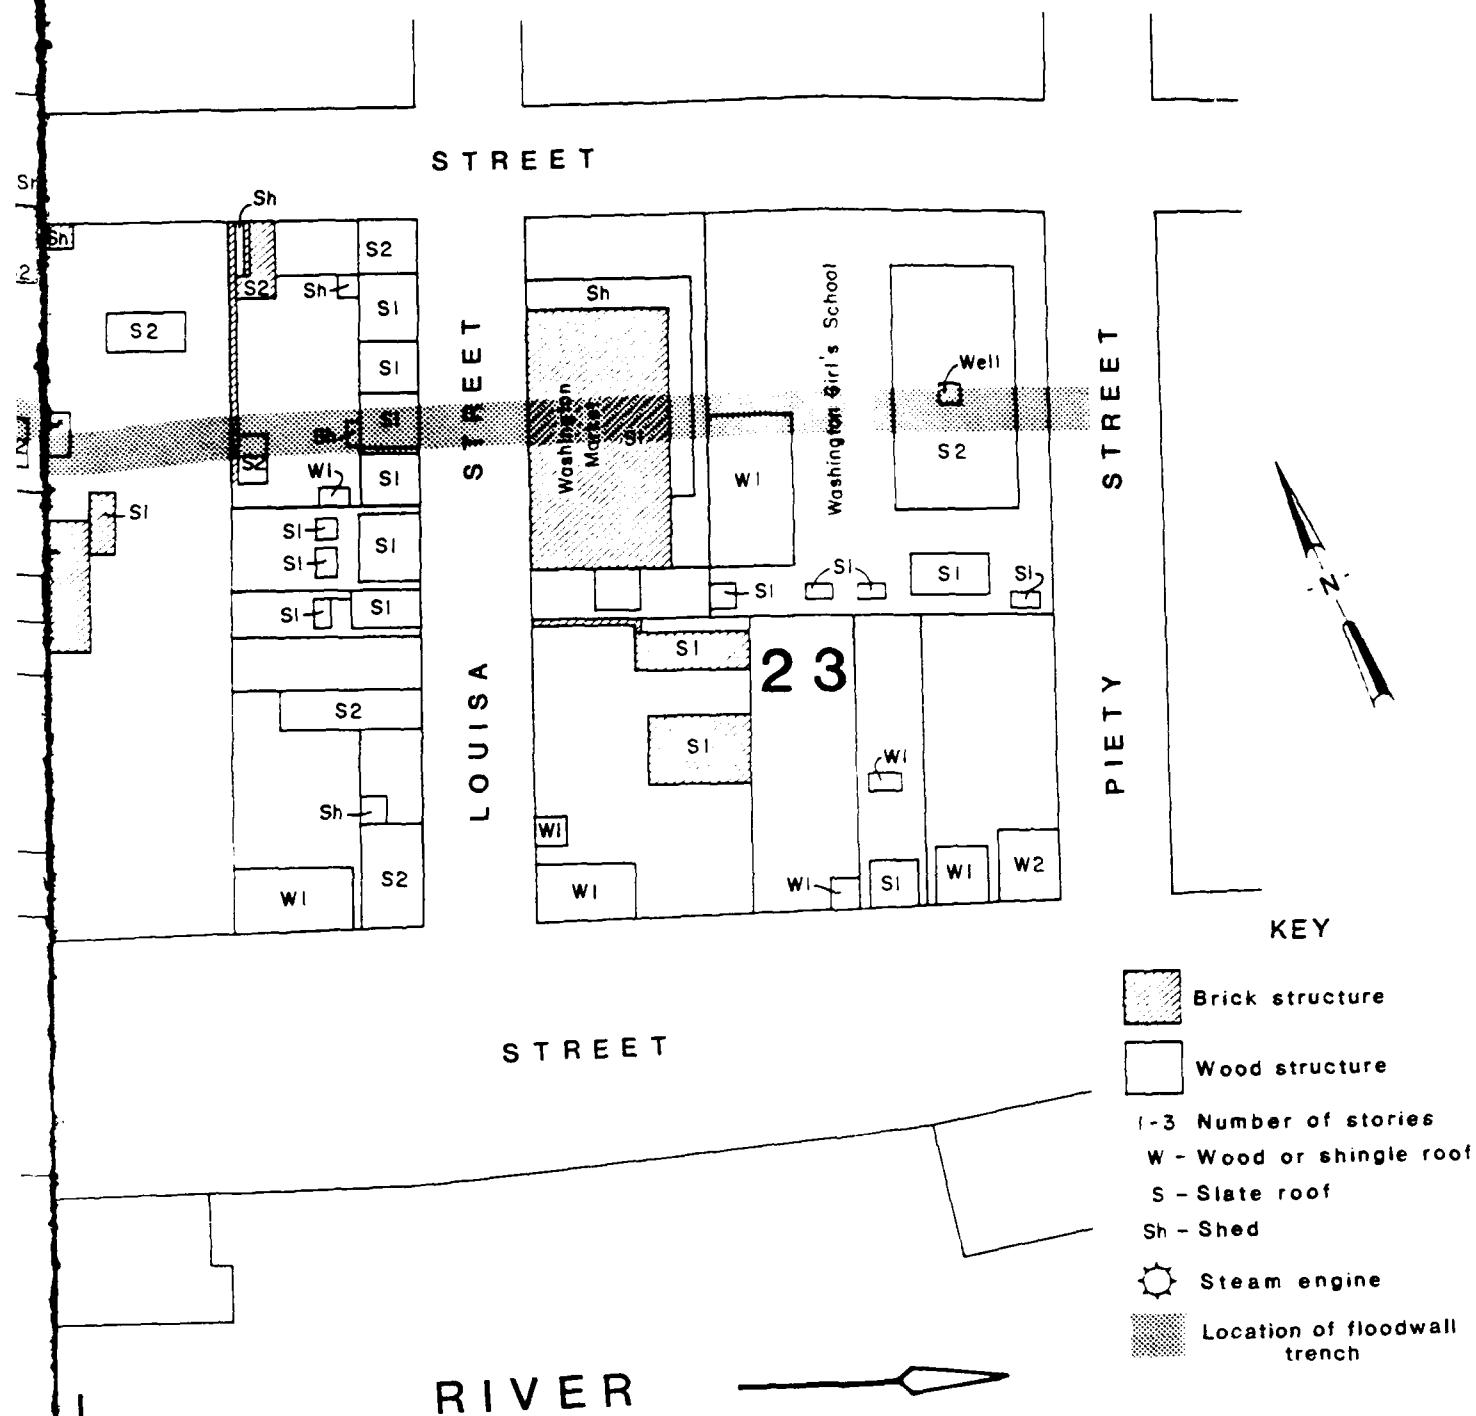 STREET
Sh
Sh
S2
S2
Sh
S2
S1
S1
S1
Sh
S2
S1
W1
S1
S1
S1
S1
S1
S1
S1
S2
Sh
W1
S2
STREET
LOUISA
Sh
Washington
Market
S1
W1
Washington Girl's School
Well
S2
S1
S1
S1
S1
23
S1
S1
W1
W1
W1
W1
S1
W1
W2
STREET
PIETY
N
STREET
RIVER
KEY
Brick structure
Wood structure
1-3 Number of stories
W - Wood or shingle roof
S - Slate roof
Sh - Shed
Steam engine
Location of floodwall
trench